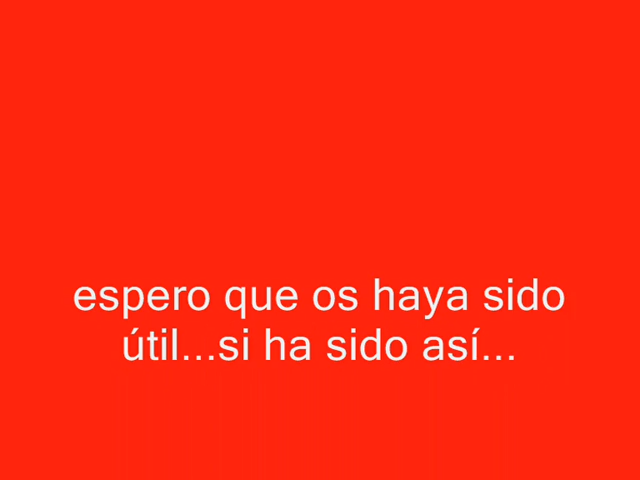 espero que os haya sido
útil...si ha sido así...